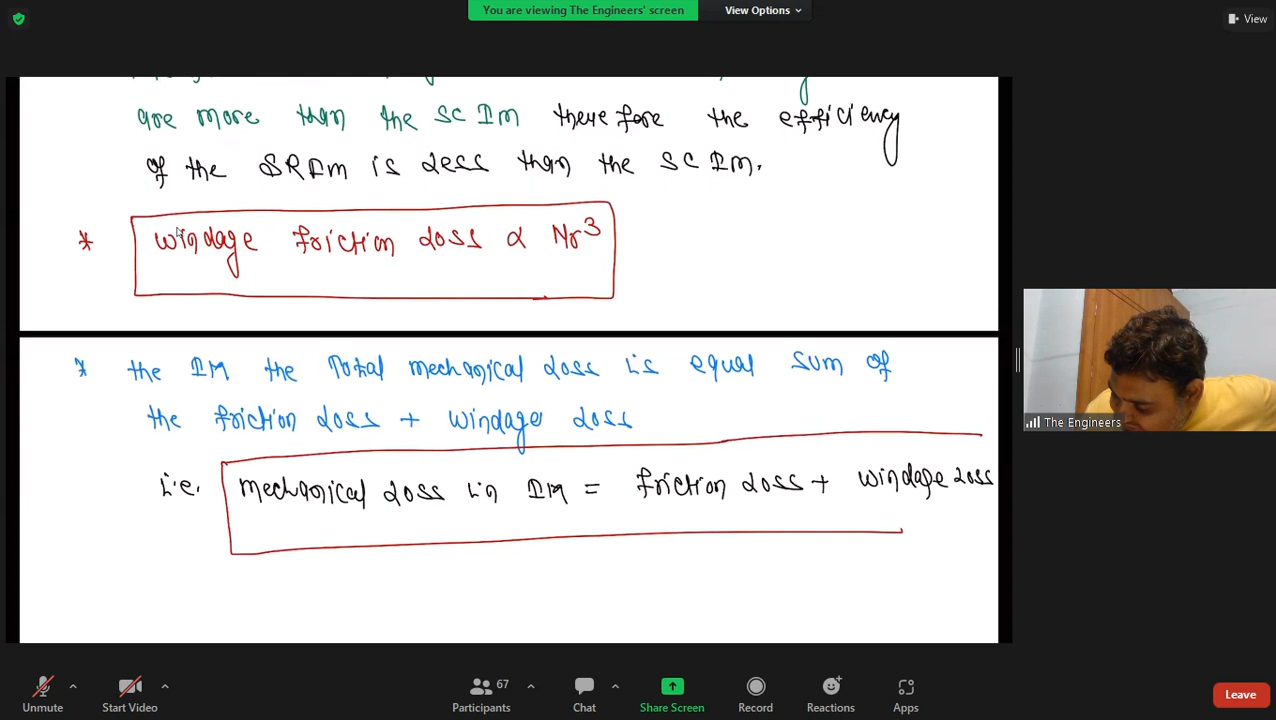 You are viewing The Engineers' screen
View Options
View
are more than the SC IM therefore the efficiency
of the SRIM is Less than the SC IM.
* windage friction Loss ∝ Nr³
* the IM the Total mechanical Loss is equal sum of
the friction Loss + windage Loss
i.e. mechanical Loss in IM = friction Loss + windage Loss
The Engineers
67
Unmute
Start Video
Participants
Chat
Share Screen
Record
Reactions
Apps
Leave